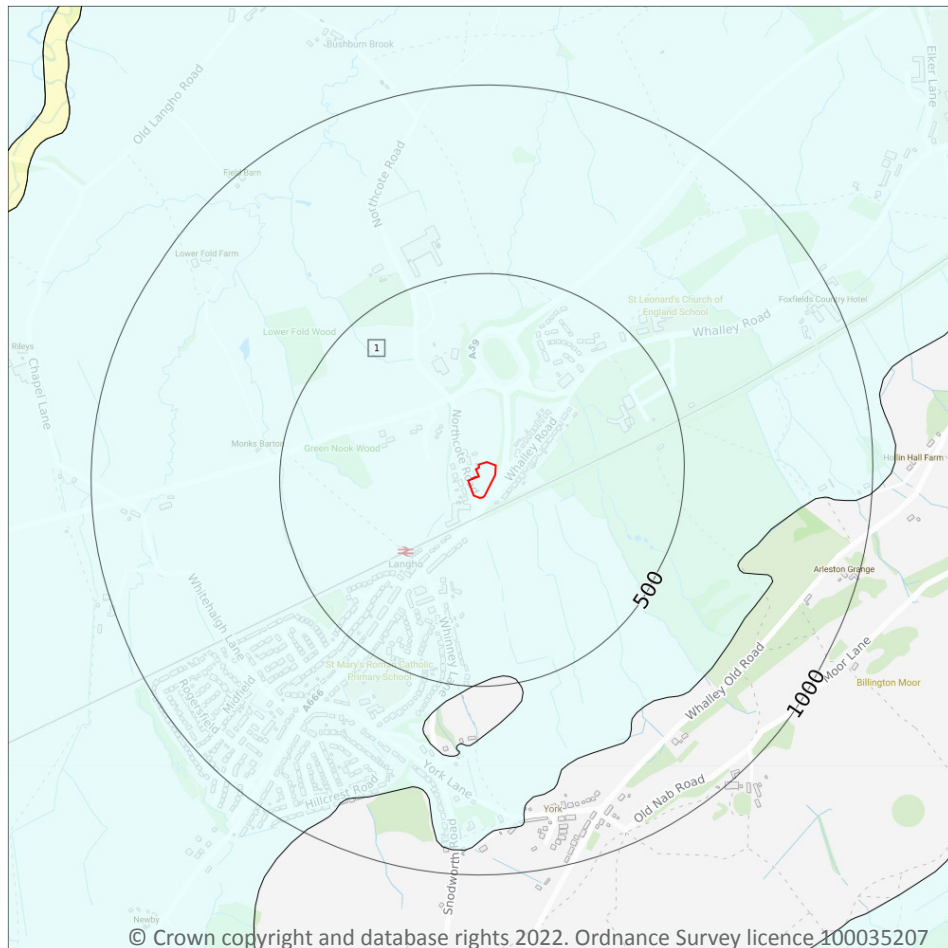 Bushburn Brook
Elker Lane
Old Langho Road
Northcote Road
Field Barn
Lower Fold Farm
St Leonard's Church of
England School
Foxfields Country Hotel
Whalley Road
Lower Fold Wood
A59
1
Rileys
Chapel Lane
Northcote Road
Whalley Road
Monks Barton
Green Nook Wood
Hollin Hall Farm
Langho
Arleston Grange
500
Whitehalgh Lane
Whinney Lane
St Mary's Roman Catholic
Primary School
Moor Lane
Whalley Old Road
Billington Moor
1000
Rogersfield
Midfield
A666
York Lane
Hillcrest Road
Old Nab Road
York
Snodworth Road
Newby
© Crown copyright and database rights 2022. Ordnance Survey licence 100035207